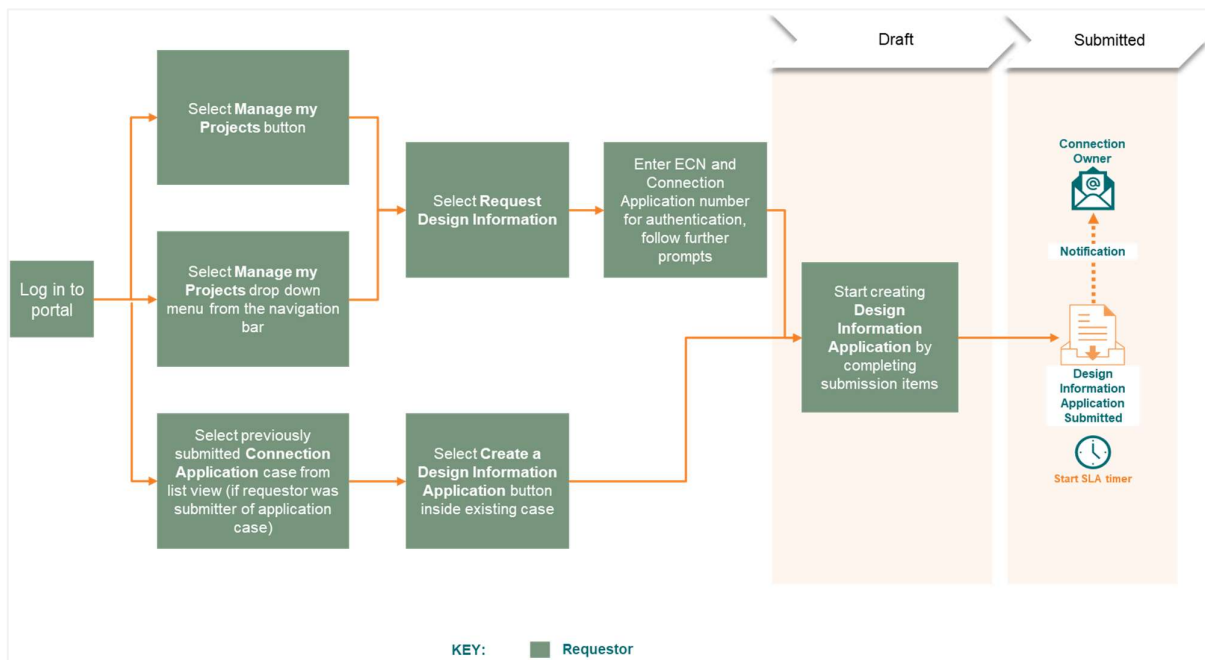 Draft
Submitted
Select Manage my
Projects button
Select Request
Design Information
Enter ECN and
Connection
Application number
for authentication,
follow further
prompts
Connection
Owner
@
Notification
Log in to
portal
Select Manage my
Projects drop down
menu from the navigation
bar
Start creating
Design
Information
Application by
completing
submission items
Design
Information
Application
Submitted
Start SLA timer
Select previously
submitted Connection
Application case from
list view (if requestor was
submitter of application
case)
Select Create a
Design Information
Application button
inside existing case
KEY:
Requestor